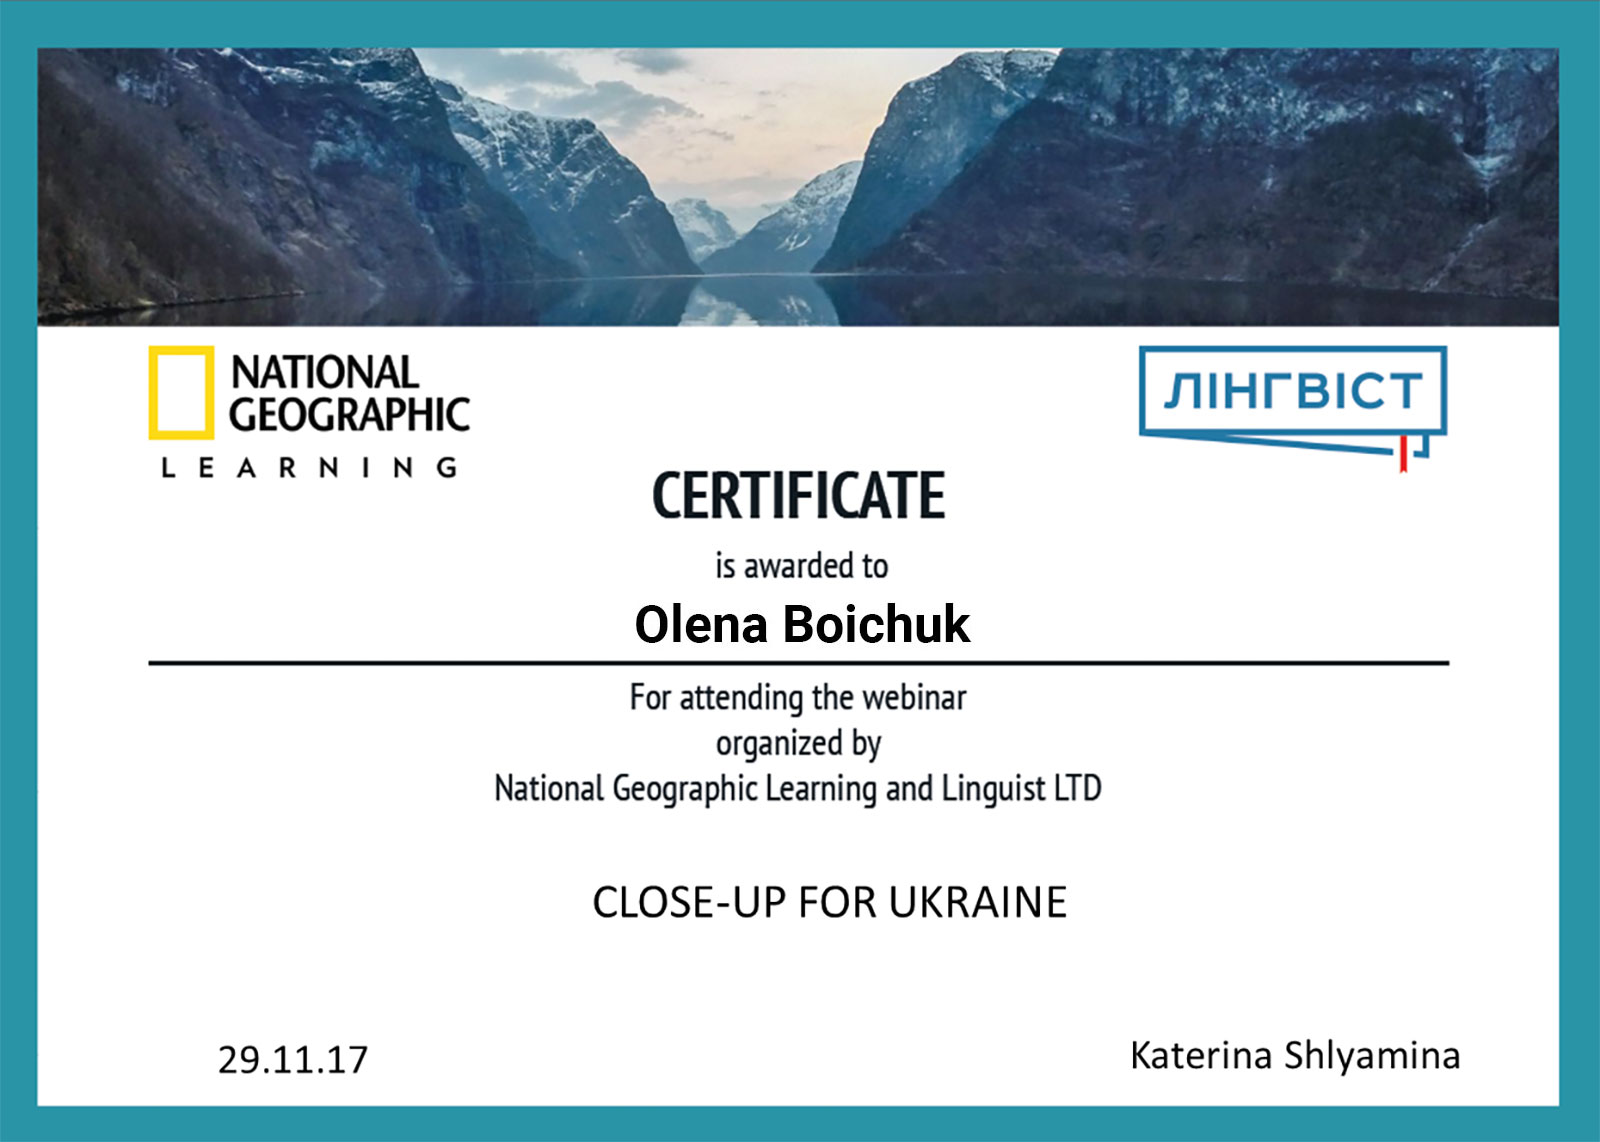 NATIONAL
GEOGRAPHIC
LEARNING
ЛІНГВІСТ
CERTIFICATE
is awarded to
Olena Boichuk
For attending the webinar
organized by
National Geographic Learning and Linguist LTD
CLOSE-UP FOR UKRAINE
29.11.17
Katerina Shlyamina